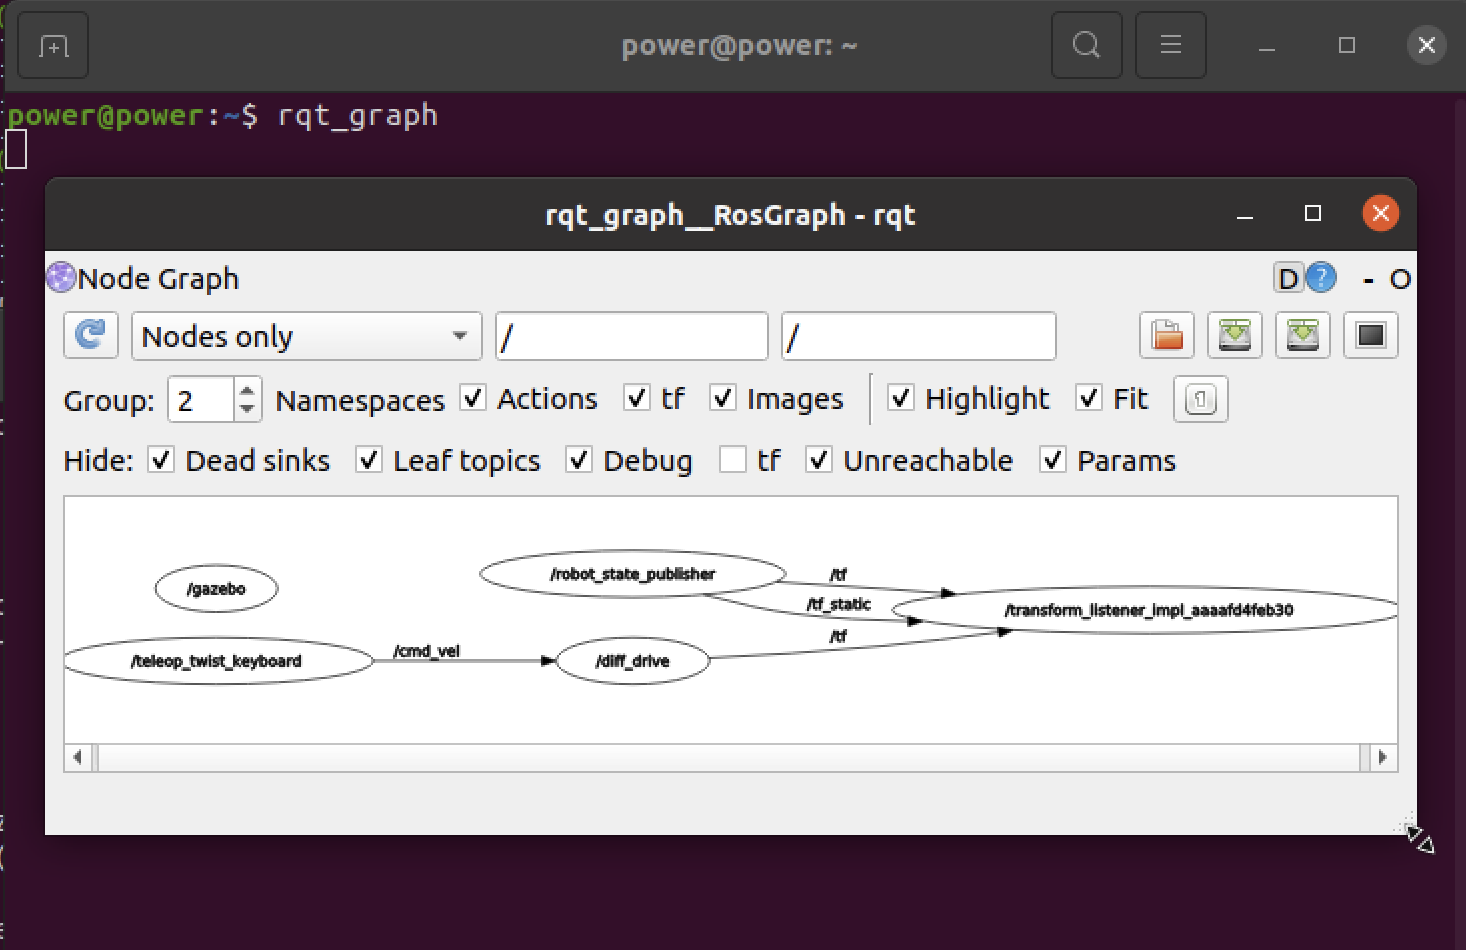 power@power: ~
power@power:~$ rqt_graph
rqt_graph__RosGraph - rqt
Node Graph
D ? - O
Nodes only / /
Group: 2 Namespaces Actions tf Images Highlight Fit
Hide: Dead sinks Leaf topics Debug tf Unreachable Params
/gazebo
/robot_state_publisher
/tf
/tf_static
/transform_listener_impl_aaaafd4feb30
/tf
/teleop_twist_keyboard
/cmd_vel
/diff_drive